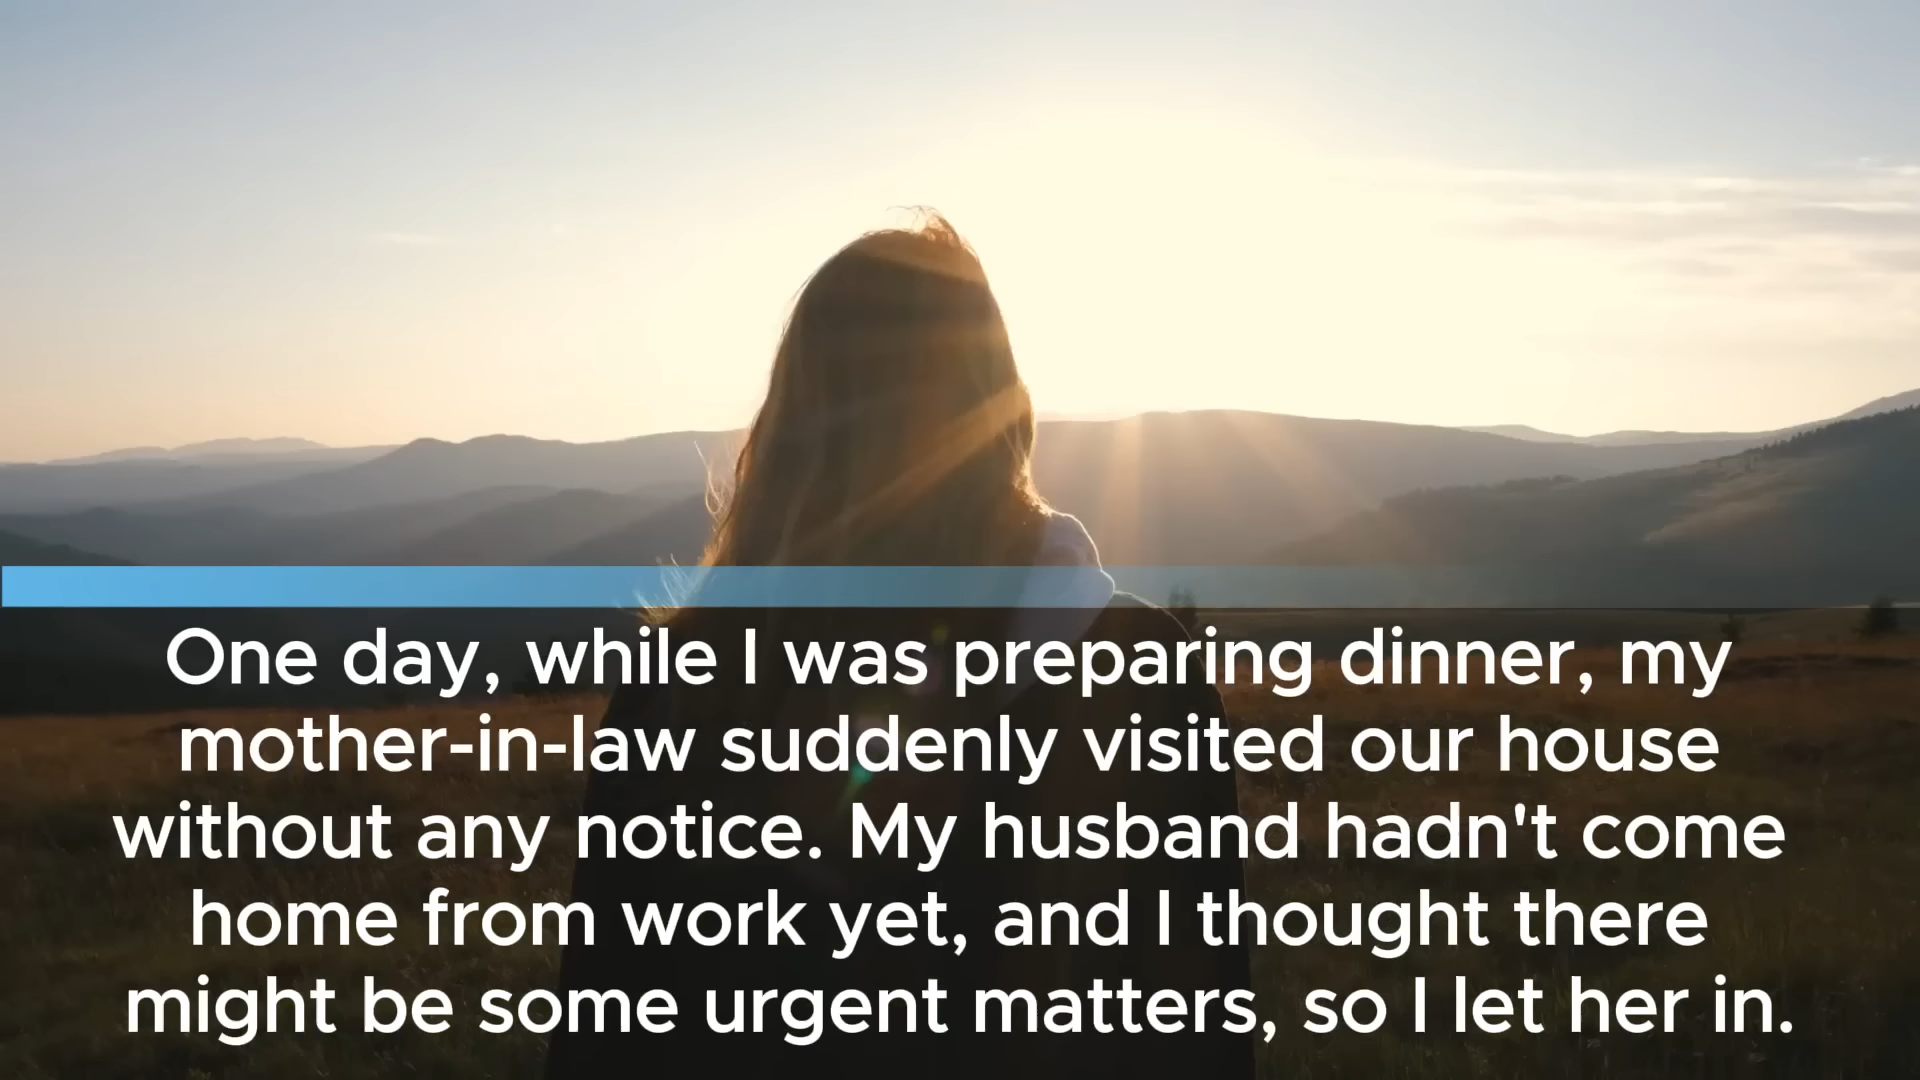 One day, while I was preparing dinner, my
mother-in-law suddenly visited our house
without any notice. My husband hadn't come
home from work yet, and I thought there
might be some urgent matters, so I let her in.